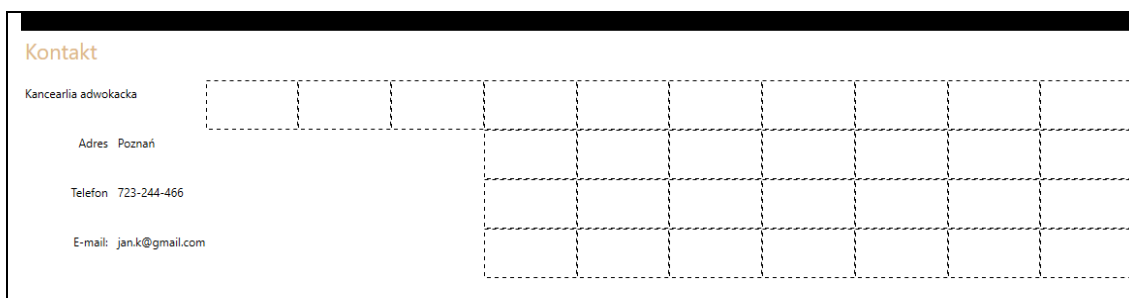 Kontakt
Kancearlia adwokacka
Adres Poznań
Telefon 723-244-466
E-mail: jan.k@gmail.com